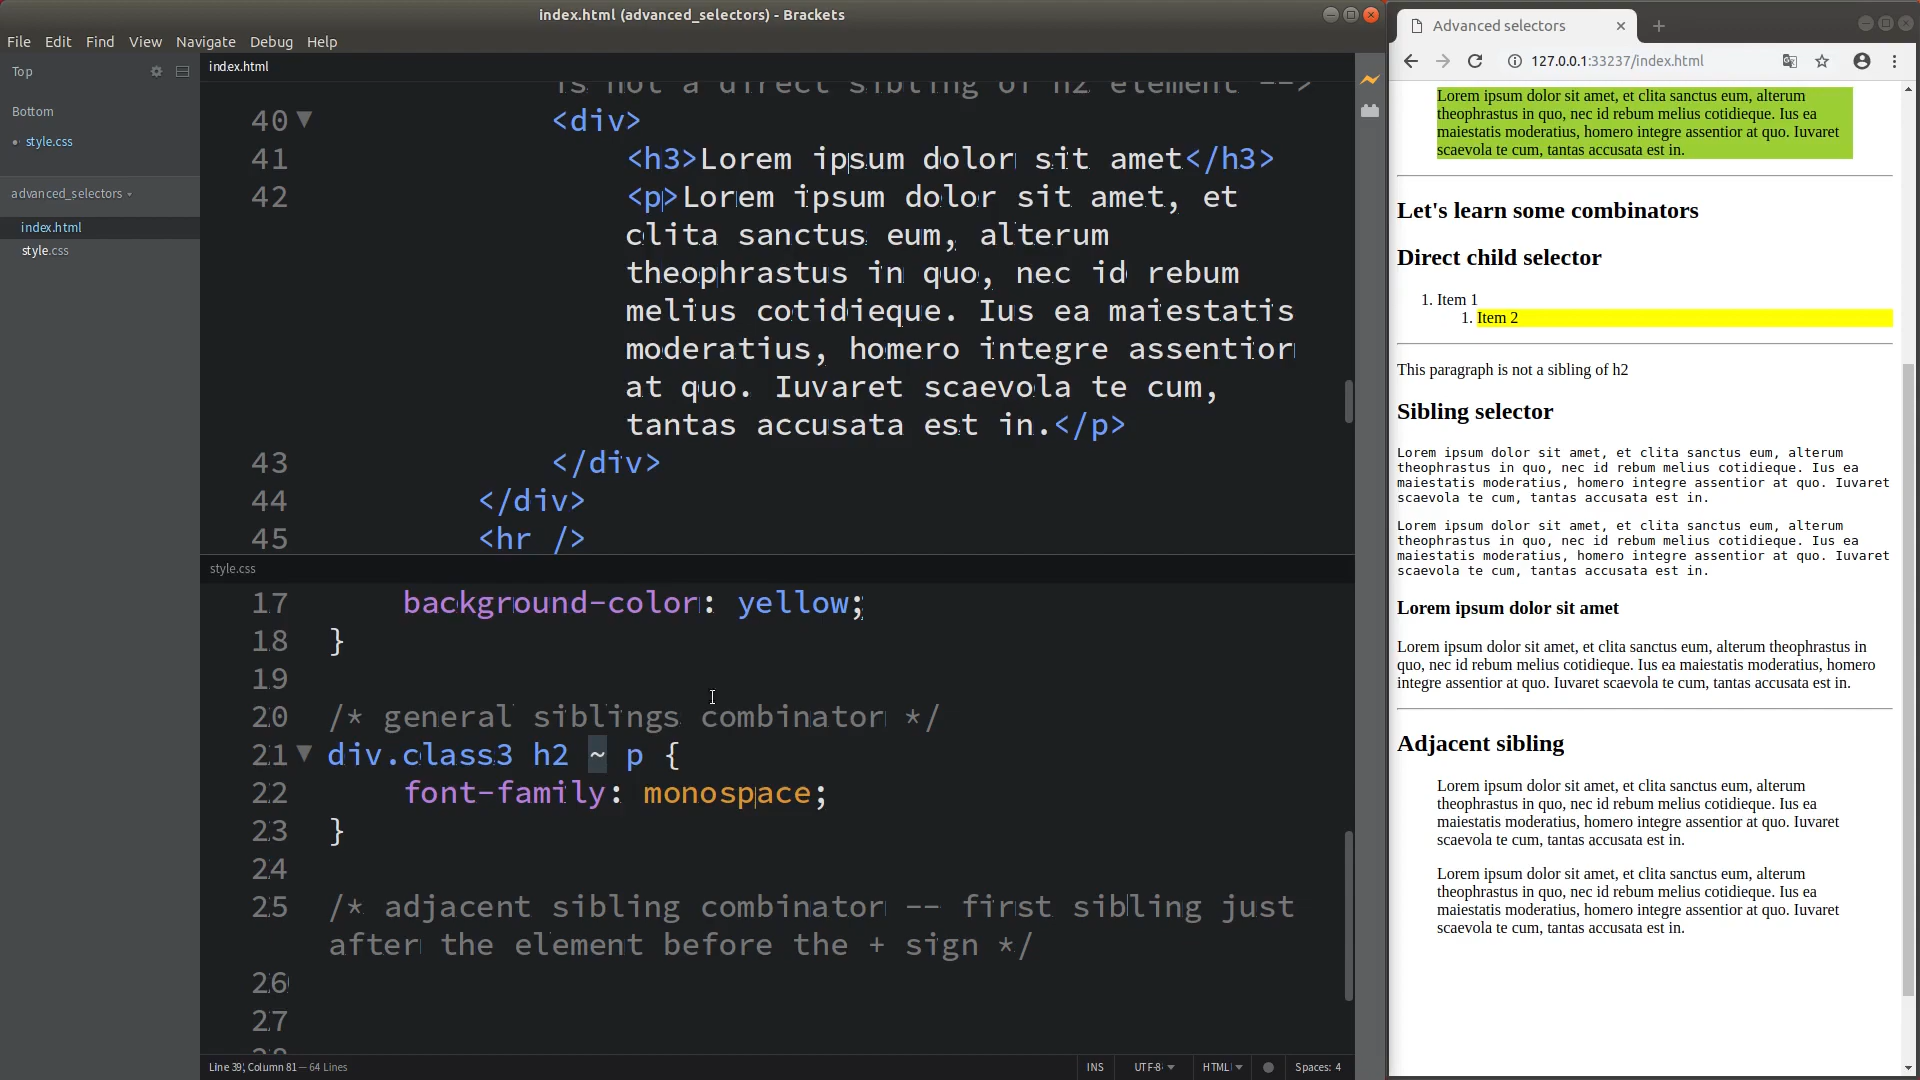 index.html (advanced_selectors) - Brackets
File Edit Find View Navigate Debug Help
Top
Bottom
style.css
advanced_selectors
index.html
style.css
index.html
is not a direct sibling of h2 element -->
40 <div>
41 <h3>Lorem ipsum dolor sit amet</h3>
42 <p>Lorem ipsum dolor sit amet, et
clita sanctus eum, alterum
theophrastus in quo, nec id rebum
melius cotidieque. Ius ea maiestatis
moderatius, homero integre assentior
at quo. Iuvaret scaevola te cum,
tantas accusata est in.</p>
43 </div>
44 </div>
45 <hr />
style.css
17 background-color: yellow;
18 }
19
20 /* general siblings combinator */
21 div.class3 h2 ~ p {
22 font-family: monospace;
23 }
24
25 /* adjacent sibling combinator -- first sibling just
after the element before the + sign */
26
27
28
Line 39, Column 81 — 64 Lines
INS UTF-8 HTML Spaces: 4
Advanced selectors
127.0.0.1:33237/index.html
Lorem ipsum dolor sit amet, et clita sanctus eum, alterum
theophrastus in quo, nec id rebum melius cotidieque. Ius ea
maiestatis moderatius, homero integre assentior at quo. Iuvaret
scaevola te cum, tantas accusata est in.
Let's learn some combinators
Direct child selector
1. Item 1
1. Item 2
This paragraph is not a sibling of h2
Sibling selector
Lorem ipsum dolor sit amet, et clita sanctus eum, alterum
theophrastus in quo, nec id rebum melius cotidieque. Ius ea
maiestatis moderatius, homero integre assentior at quo. Iuvaret
scaevola te cum, tantas accusata est in.
Lorem ipsum dolor sit amet, et clita sanctus eum, alterum
theophrastus in quo, nec id rebum melius cotidieque. Ius ea
maiestatis moderatius, homero integre assentior at quo. Iuvaret
scaevola te cum, tantas accusata est in.
Lorem ipsum dolor sit amet
Lorem ipsum dolor sit amet, et clita sanctus eum, alterum theophrastus in
quo, nec id rebum melius cotidieque. Ius ea maiestatis moderatius, homero
integre assentior at quo. Iuvaret scaevola te cum, tantas accusata est in.
Adjacent sibling
Lorem ipsum dolor sit amet, et clita sanctus eum, alterum
theophrastus in quo, nec id rebum melius cotidieque. Ius ea
maiestatis moderatius, homero integre assentior at quo. Iuvaret
scaevola te cum, tantas accusata est in.
Lorem ipsum dolor sit amet, et clita sanctus eum, alterum
theophrastus in quo, nec id rebum melius cotidieque. Ius ea
maiestatis moderatius, homero integre assentior at quo. Iuvaret
scaevola te cum, tantas accusata est in.